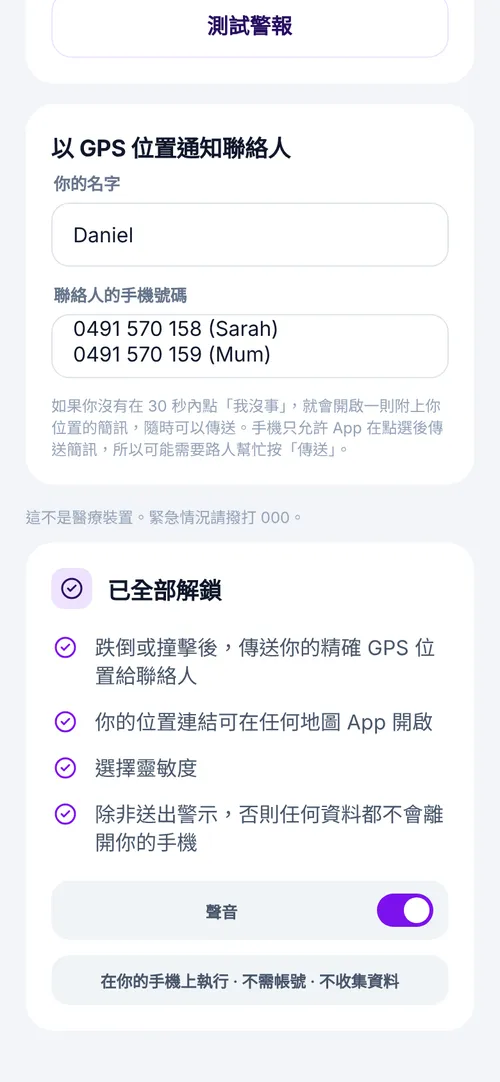 測試警報
以 GPS 位置通知聯絡人
你的名字
Daniel
聯絡人的手機號碼
0491 570 158 (Sarah)
0491 570 159 (Mum)
如果你沒有在 30 秒內點「我沒事」，就會開啟一則附上你
位置的簡訊，隨時可以傳送。手機只允許 App 在點選後傳
送簡訊，所以可能需要路人幫忙按「傳送」。
這不是醫療裝置。緊急情況請撥打 000。
已全部解鎖
跌倒或撞擊後，傳送你的精確 GPS 位
置給聯絡人
你的位置連結可在任何地圖 App 開啟
選擇靈敏度
除非送出警示，否則任何資料都不會離
開你的手機
聲音
在你的手機上執行 · 不需帳號 · 不收集資料